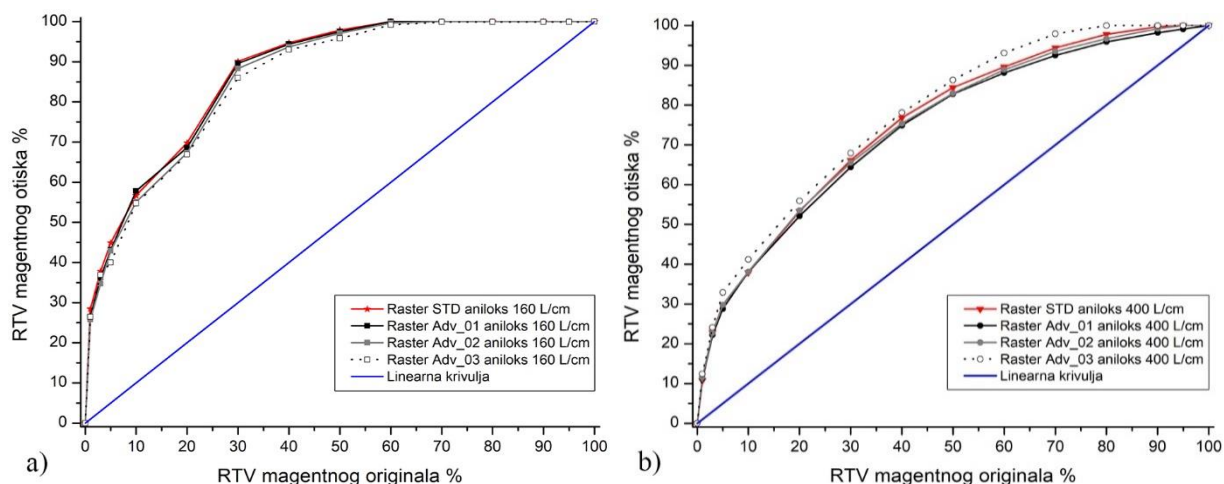 100
90
80
70
60
50
40
30
20
10
0
RTV magentnog otiska %
Raster STD aniloks 160 L/cm
Raster Adv_01 aniloks 160 L/cm
Raster Adv_02 aniloks 160 L/cm
Raster Adv_03 aniloks 160 L/cm
Linearna krivulja
0 10 20 30 40 50 60 70 80 90 100
RTV magentnog originala %
a)
100
90
80
70
60
50
40
30
20
10
0
RTV magentnog otiska %
Raster STD aniloks 400 L/cm
Raster Adv_01 aniloks 400 L/cm
Raster Adv_02 aniloks 400 L/cm
Raster Adv_03 aniloks 400 L/cm
Linearna krivulja
0 10 20 30 40 50 60 70 80 90 100
RTV magentnog originala %
b)